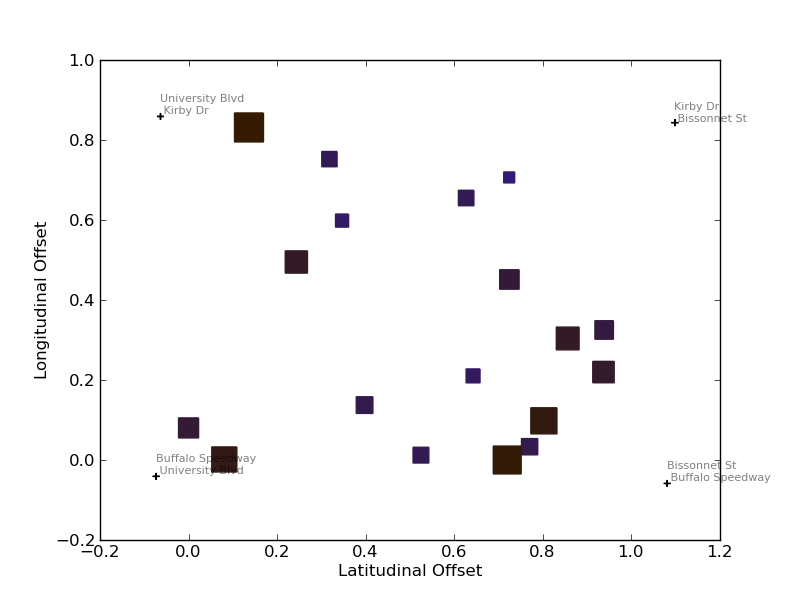 1.0
University Blvd
Kirby Dr
Kirby Dr
Bissonnet St
0.8
0.6
Longitudinal Offset
0.4
0.2
0.0
Buffalo Speedway
University Blvd
Bissonnet St
Buffalo Speedway
−0.2
−0.2 0.0 0.2 0.4 0.6 0.8 1.0 1.2
Latitudinal Offset